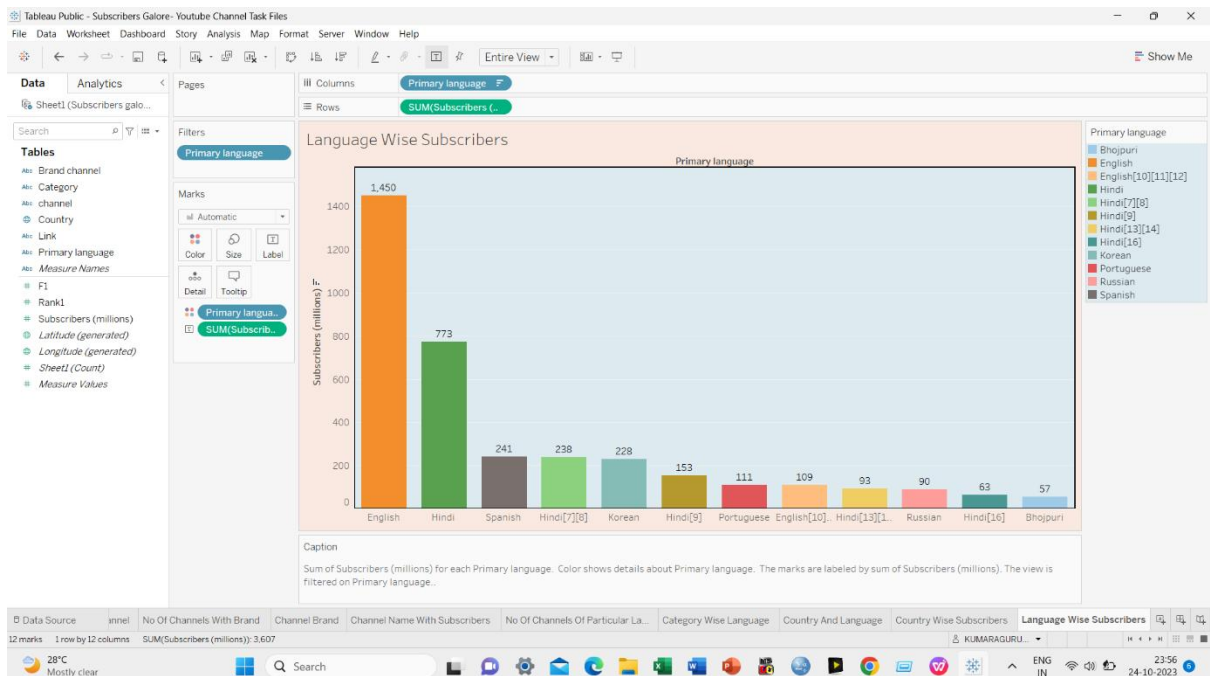 Tableau Public - Subscribers Galore- Youtube Channel Task Files
File Data Worksheet Dashboard Story Analysis Map Format Server Window Help
Entire View
Show Me
Data Analytics
Sheet1 (Subscribers galo...
Search
Tables
Abc Brand channel
Abc Category
Abc channel
Country
Abc Link
Abc Primary language
Abc Measure Names
# F1
# Rank1
# Subscribers (millions)
Latitude (generated)
Longitude (generated)
# Sheet1 (Count)
# Measure Values
Pages
Filters
Primary language
Marks
Automatic
Color Size Label
Detail Tooltip
Primary langua..
SUM(Subscrib..
Columns Primary language
Rows SUM(Subscribers (..
Language Wise Subscribers
Primary language
Subscribers (millions)
1400
1200
1000
800
600
400
200
0
1,450
773
241
238
228
153
111
109
93
90
63
57
English Hindi Spanish Hindi[7][8] Korean Hindi[9] Portuguese English[10].. Hindi[13][1.. Russian Hindi[16] Bhojpuri
Caption
Sum of Subscribers (millions) for each Primary language. Color shows details about Primary language. The marks are labeled by sum of Subscribers (millions). The view is
filtered on Primary language..
Primary language
Bhojpuri
English
English[10][11][12]
Hindi
Hindi[7][8]
Hindi[9]
Hindi[13][14]
Hindi[16]
Korean
Portuguese
Russian
Spanish
Data Source nnel No Of Channels With Brand Channel Brand Channel Name With Subscribers No Of Channels Of Particular La... Category Wise Language Country And Language Country Wise Subscribers Language Wise Subscribers
12 marks 1 row by 12 columns SUM(Subscribers (millions)): 3,607
KUMARAGURU...
28°C
Mostly clear
Search
ENG
IN
23:56
24-10-2023
6